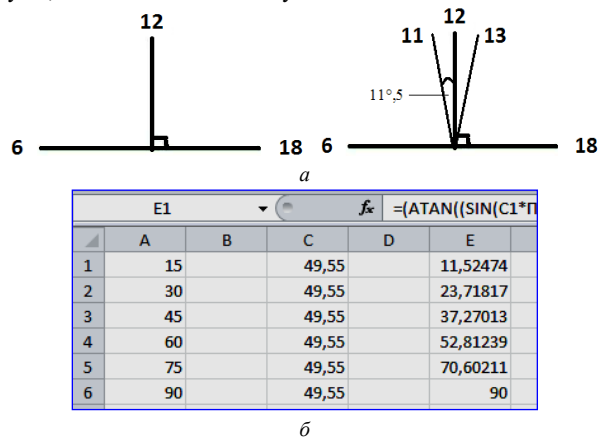 12
12
11 13
11°,5
6 18 6 18
а
E1 fx =(ATAN((SIN(C1*П
A B C D E
1 15 49,55 11,52474
2 30 49,55 23,71817
3 45 49,55 37,27013
4 60 49,55 52,81239
5 75 49,55 70,60211
6 90 49,55 90
б